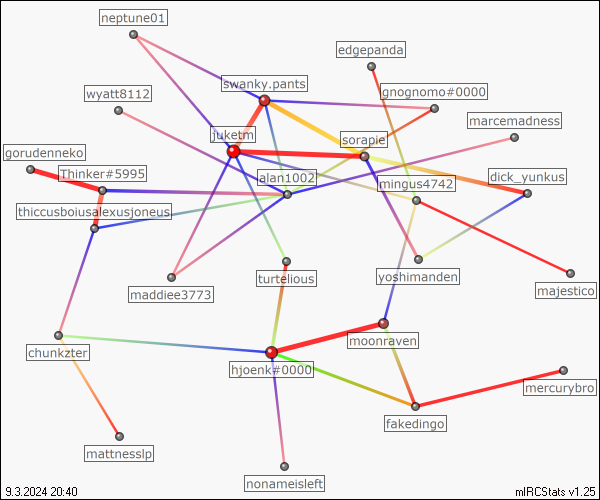 neptune01
edgepanda
swanky.pants
wyatt8112
gnognomo#0000
marcemadness
juketm
sorapie
gorudenneko
Thinker#5995
alan1002
mingus4742
dick_yunkus
thiccusboiusalexusjoneus
maddiee3773
turtelious
yoshimanden
majestico
chunkzter
moonraven
hjoenk#0000
mercurybro
fakedingo
mattnesslp
nonameisleft
9.3.2024 20:40
mIRCStats v1.25